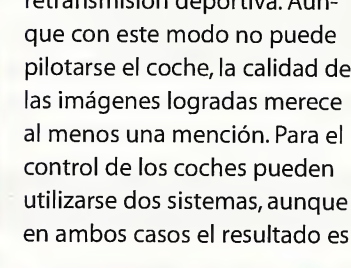 retransmisión deportiva. Aun-
que con este modo no puede
pilotarse el coche, la calidad de
las imágenes logradas merece
al menos una mención. Para el
control de los coches pueden
utilizarse dos sistemas, aunque
en ambos casos el resultado es